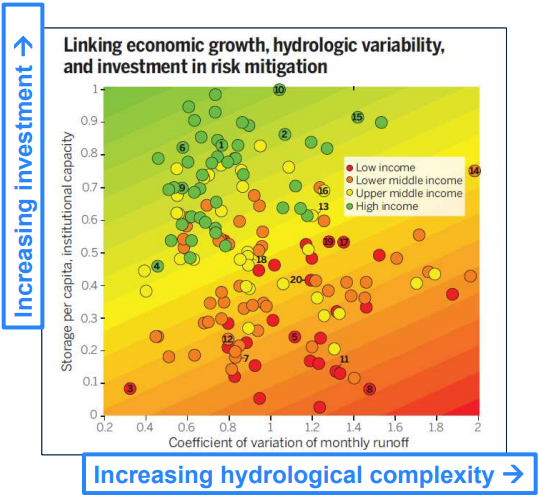 Increasing investment →
Linking economic growth, hydrologic variability,
and investment in risk mitigation
Storage per capita, institutional capacity
1
0.9
0.8
0.7
0.6
0.5
0.4
0.3
0.2
0.1
0
10
15
2
1
6
Low income
Lower middle income
Upper middle income
High income
14
9
16
13
19
17
18
4
20
5
12
7
11
3
8
0.2 0.4 0.6 0.8 1 1.2 1.4 1.6 1.8 2
Coefficient of variation of monthly runoff
Increasing hydrological complexity →